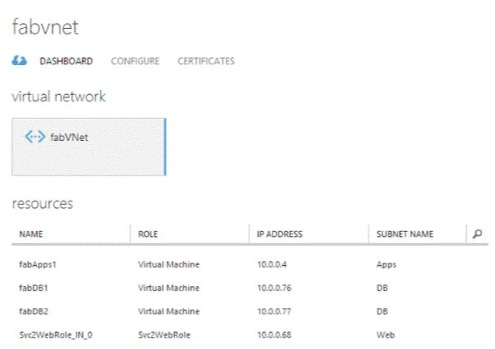 fabvnet
DASHBOARD CONFIGURE CERTIFICATES
virtual network
fabVNet
resources
NAME ROLE IP ADDRESS SUBNET NAME
fabApps1 Virtual Machine 10.0.0.4 Apps
fabDB1 Virtual Machine 10.0.0.76 DB
fabDB2 Virtual Machine 10.0.0.77 DB
Svc2WebRole_IN_0 Svc2WebRole 10.0.0.68 Web